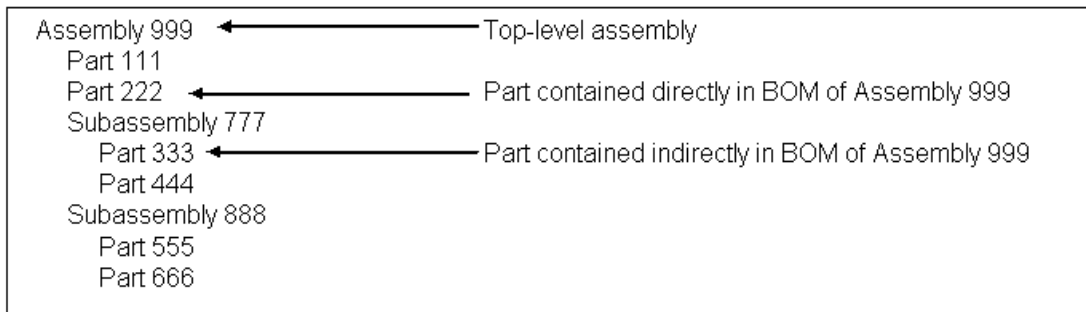 Assembly 999 Top-level assembly
Part 111
Part 222 Part contained directly in BOM of Assembly 999
Subassembly 777
Part 333 Part contained indirectly in BOM of Assembly 999
Part 444
Subassembly 888
Part 555
Part 666